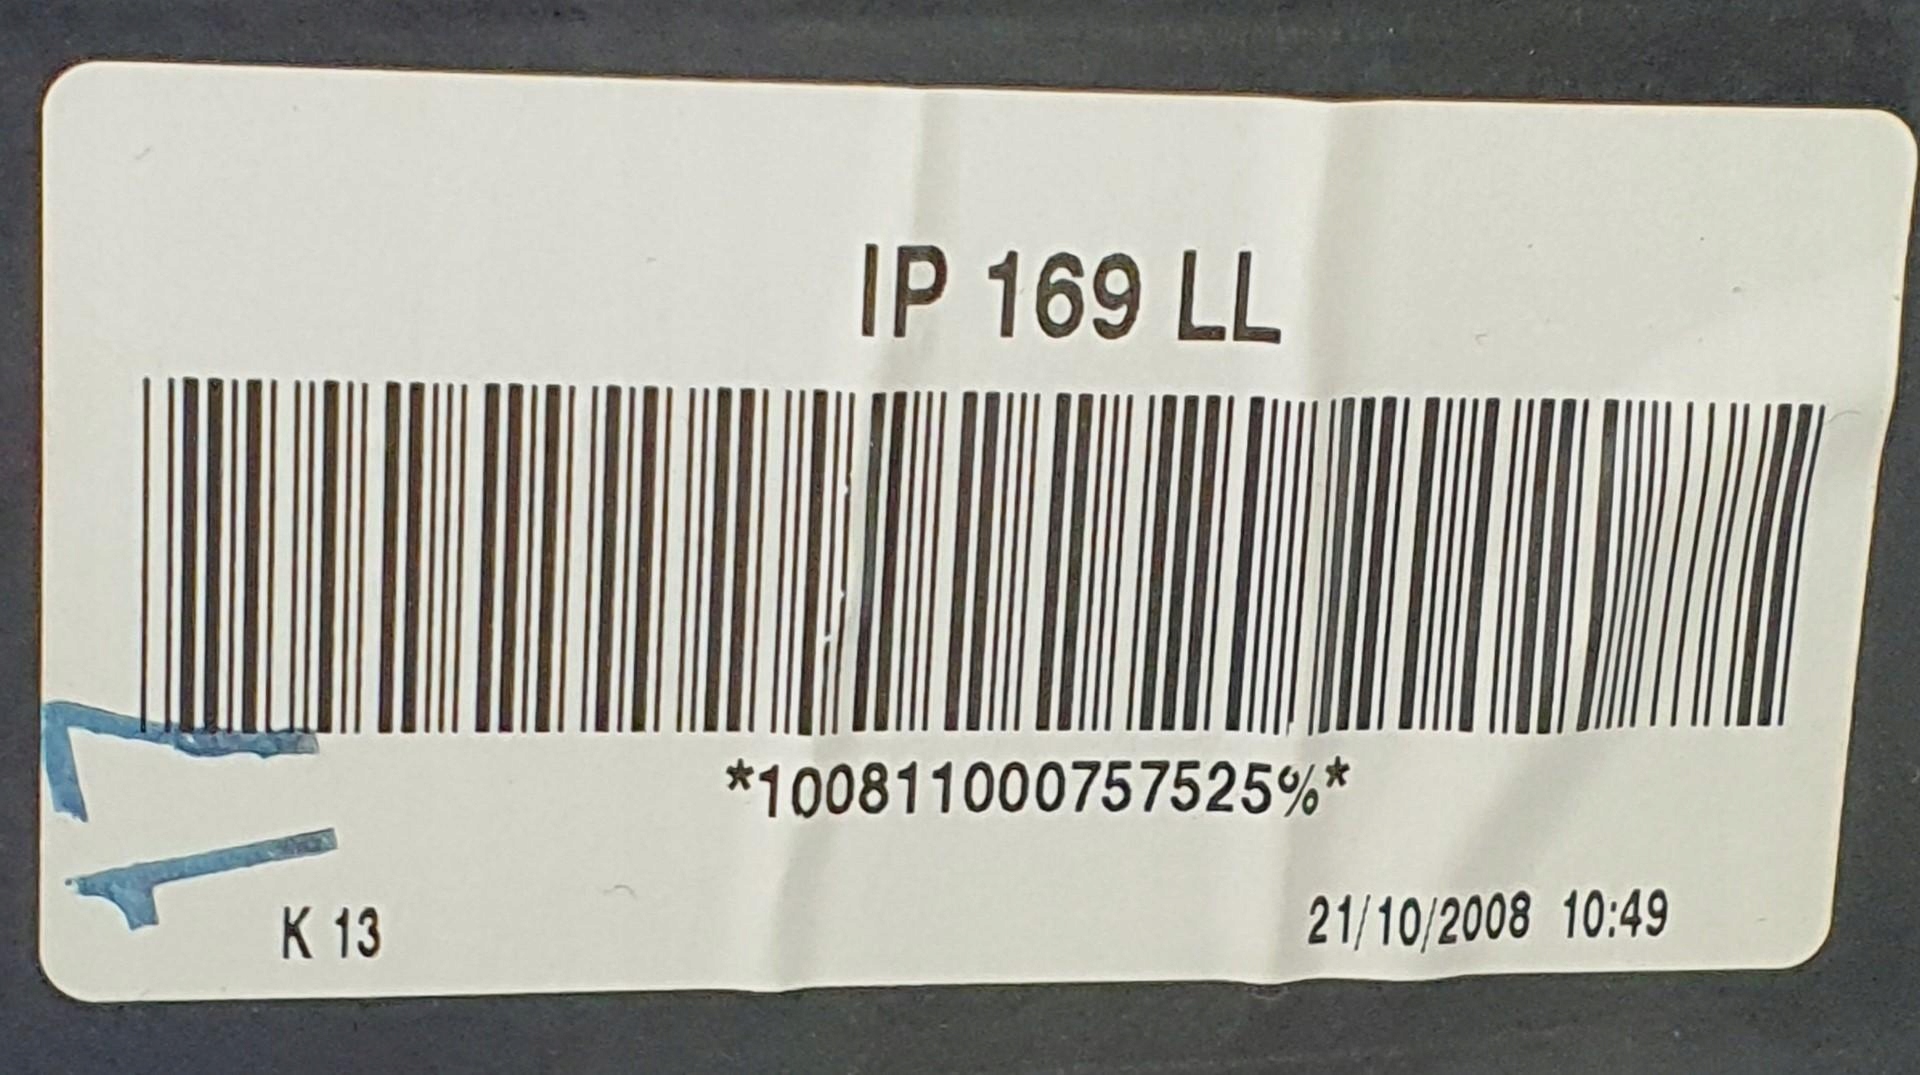 IP 169 LL
*100811000757525%*
K 13
21/10/2008 10:49